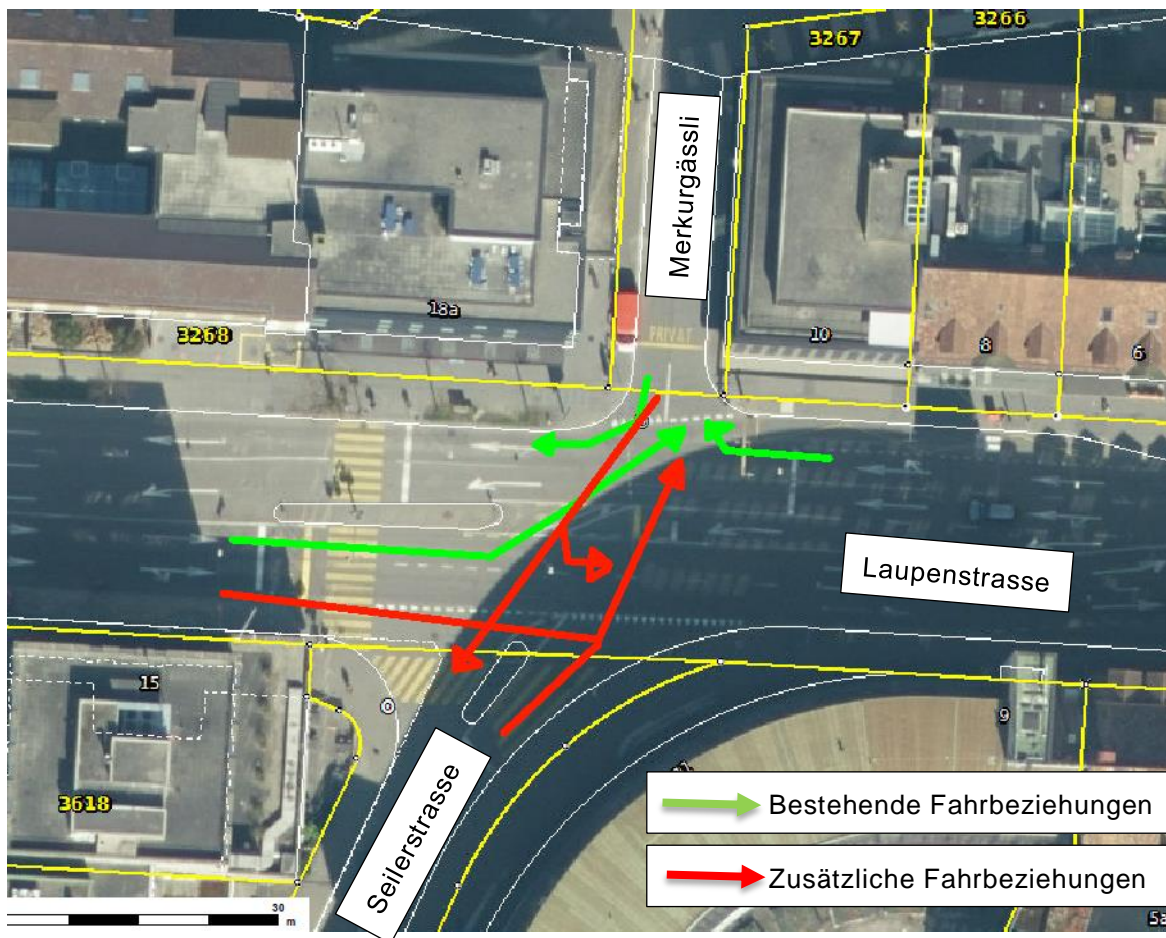 3266
3267
Merkurgässli
18a
3268
PRIVAT
10
8
6
Laupenstrasse
15
9
3618
Seilerstrasse
Bestehende Fahrbeziehungen
Zusätzliche Fahrbeziehungen
30
m